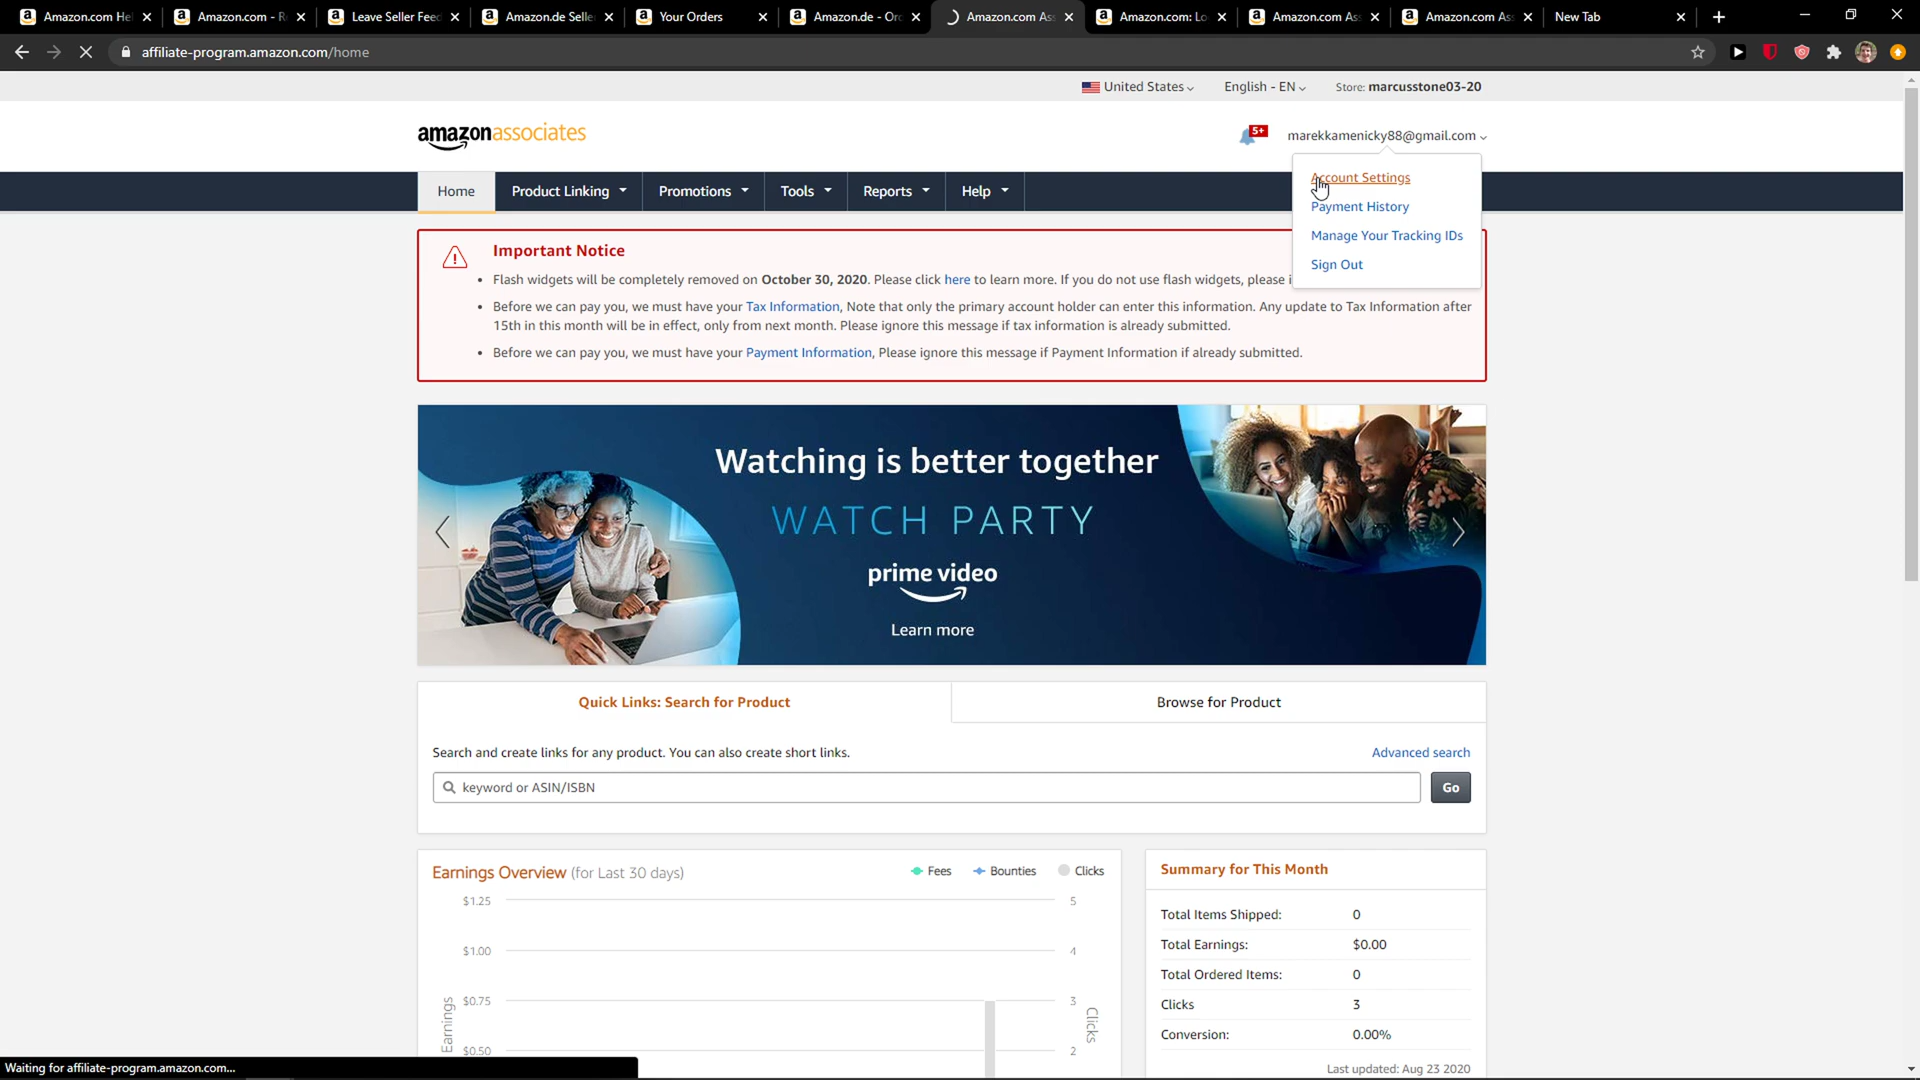 Amazon.com He
Amazon.com - R
Leave Seller Feed
Amazon.de Selle
Your Orders
Amazon.de - Or
Amazon.com As
Amazon.com: Lo
Amazon.com As
Amazon.com As
New Tab
affiliate-program.amazon.com/home
United States
English - EN
Store: marcusstone03-20
amazonassociates
5+
marekkamenicky88@gmail.com
Account Settings
Payment History
Manage Your Tracking IDs
Sign Out
Home
Product Linking
Promotions
Tools
Reports
Help
Important Notice
• Flash widgets will be completely removed on October 30, 2020. Please click here to learn more. If you do not use flash widgets, please i
• Before we can pay you, we must have your Tax Information, Note that only the primary account holder can enter this information. Any update to Tax Information after
15th in this month will be in effect, only from next month. Please ignore this message if tax information is already submitted.
• Before we can pay you, we must have your Payment Information, Please ignore this message if Payment Information if already submitted.
Watching is better together
WATCH PARTY
prime video
Learn more
Quick Links: Search for Product
Browse for Product
Search and create links for any product. You can also create short links.
Advanced search
keyword or ASIN/ISBN
Go
Earnings Overview (for Last 30 days)
Fees
Bounties
Clicks
$1.25
5
$1.00
4
$0.75
3
$0.50
2
Earnings
Clicks
Summary for This Month
Total Items Shipped: 0
Total Earnings: $0.00
Total Ordered Items: 0
Clicks 3
Conversion: 0.00%
Last updated: Aug 23 2020
Waiting for affiliate-program.amazon.com...